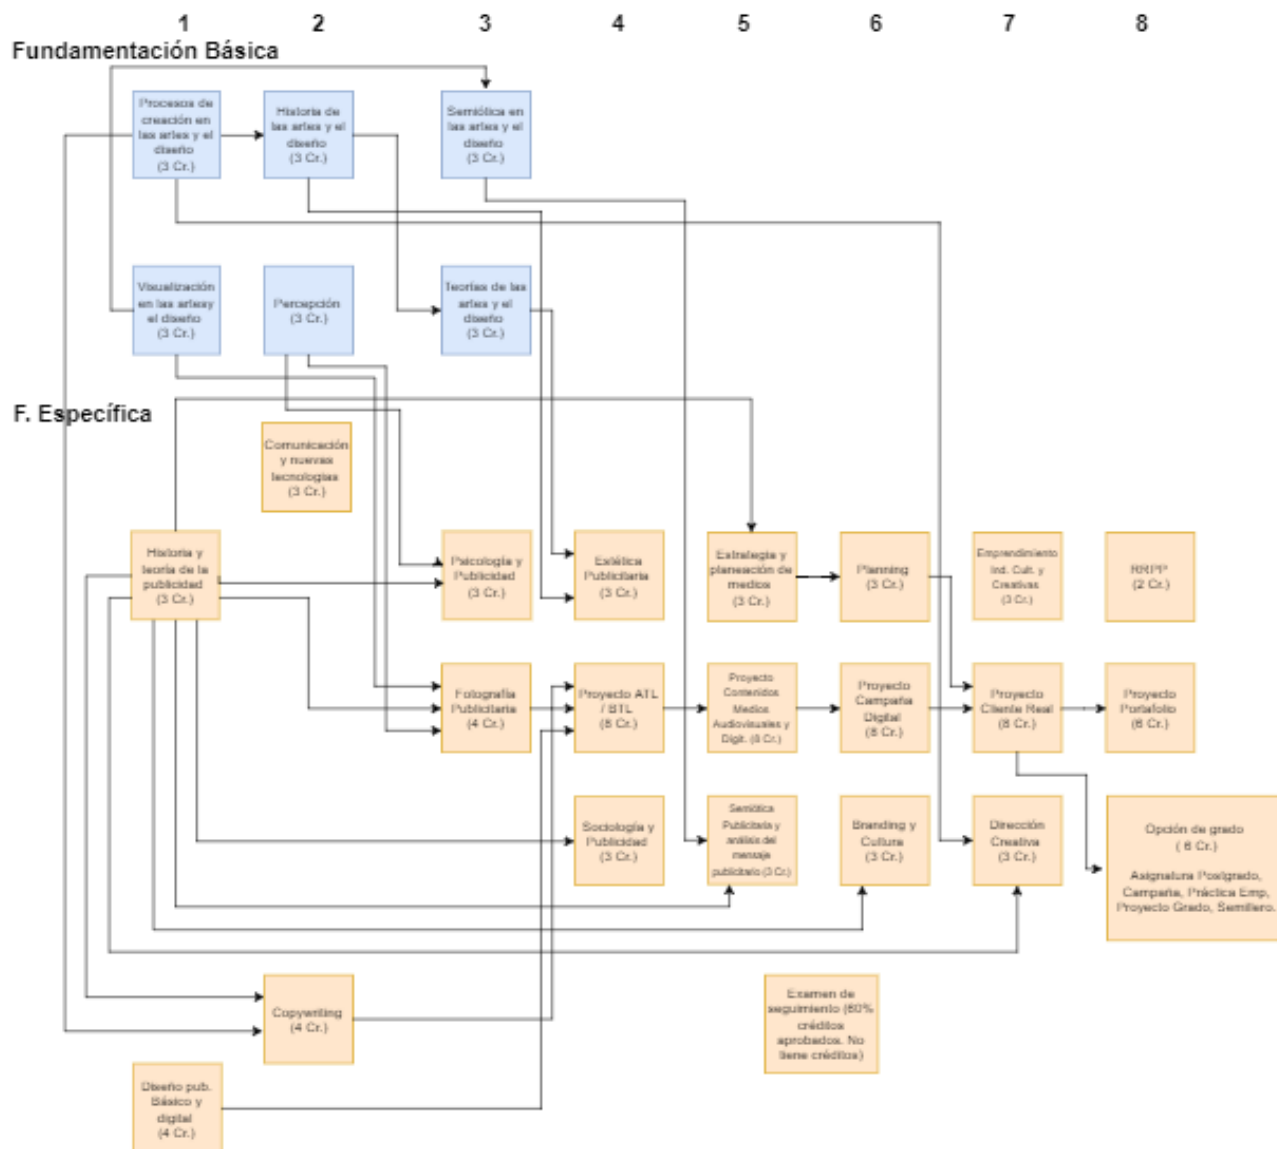 1 2 3 4 5 6 7 8
Fundamentación Básica
Procesos de
creación en
las artes y el
diseño
(3 Cr.)
Historia de
las artes y el
diseño
(3 Cr.)
Semiótica en
las artes y el
diseño
(3 Cr.)
Visualización
en las artesy
el diseño
(3 Cr.)
Percepción
(3 Cr.)
Teorías de las
artes y el
diseño
(3 Cr.)
F. Específica
Comunicación
y nuevas
tecnologías
(3 Cr.)
Historia y
teoría de la
publicidad
(3 Cr.)
Psicología y
Publicidad
(3 Cr.)
Estética
Publicitaria
(3 Cr.)
Estrategia y
planeación de
medios
(3 Cr.)
Planning
(3 Cr.)
Emprendimiento
Ind. Cult. y
Creativas
(3 Cr.)
RRPP
(2 Cr.)
Fotografía
Publicitaria
(4 Cr.)
Proyecto ATL
/ BTL
(8 Cr.)
Proyecto
Contenidos
Medios
Audiovisuales y
Digit. (8 Cr.)
Proyecto
Campaña
Digital
(8 Cr.)
Proyecto
Cliente Real
(8 Cr.)
Proyecto
Portafolio
(6 Cr.)
Sociología y
Publicidad
(3 Cr.)
Semiótica
Publicitaria y
análisis del
mensaje
publicitario (3 Cr.)
Branding y
Cultura
(3 Cr.)
Dirección
Creativa
(3 Cr.)
Opción de grado
( 6 Cr.)
Asignatura Postgrado,
Campaña, Práctica Emp,
Proyecto Grado, Semillero.
Copywriting
(4 Cr.)
Examen de
seguimiento (60%
créditos
aprobados. No
tiene créditos)
Diseño pub.
Básico y
digital
(4 Cr.)